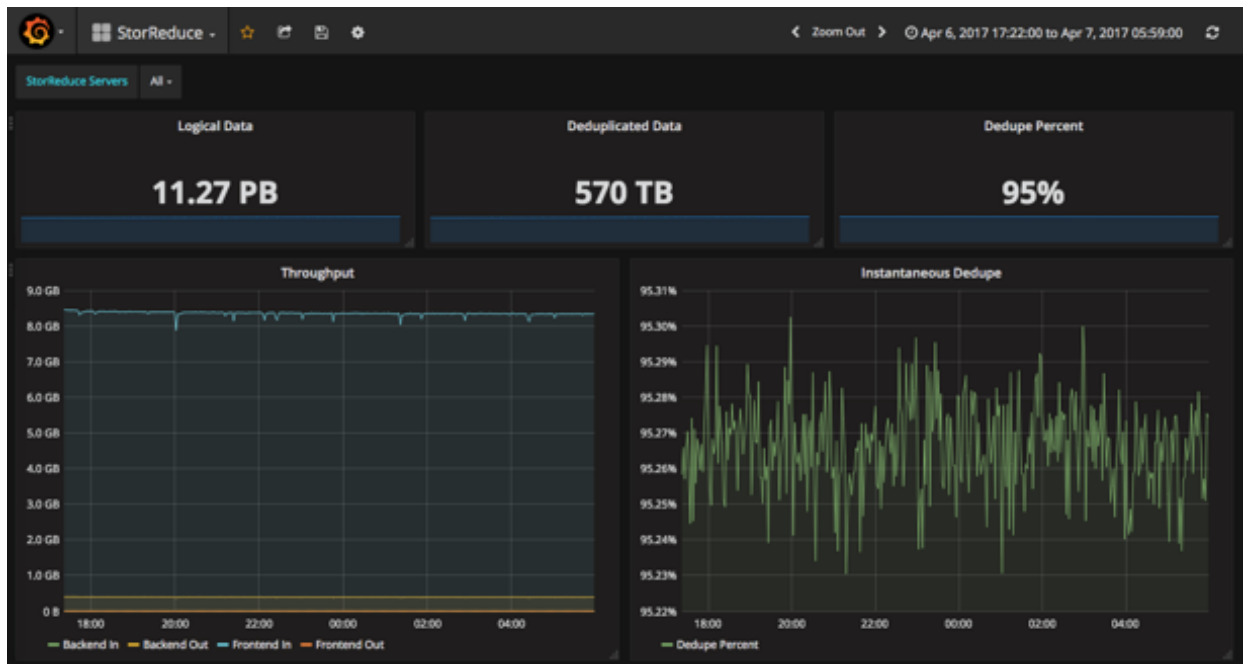 StorReduce
Zoom Out
Apr 6, 2017 17:22:00 to Apr 7, 2017 05:59:00
StorReduce Servers All
Logical Data
11.27 PB
Deduplicated Data
570 TB
Dedupe Percent
95%
Throughput
9.0 GB
8.0 GB
7.0 GB
6.0 GB
5.0 GB
4.0 GB
3.0 GB
2.0 GB
1.0 GB
0 B
18:00 20:00 22:00 00:00 02:00 04:00
Backend In Backend Out Frontend In Frontend Out
Instantaneous Dedupe
95.31%
95.30%
95.29%
95.28%
95.27%
95.26%
95.25%
95.24%
95.23%
95.22%
18:00 20:00 22:00 00:00 02:00 04:00
Dedupe Percent